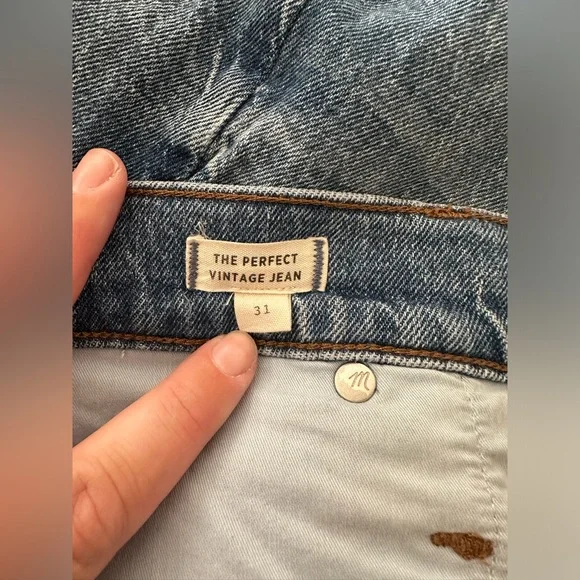 THE PERFECT
VINTAGE JEAN
31
m